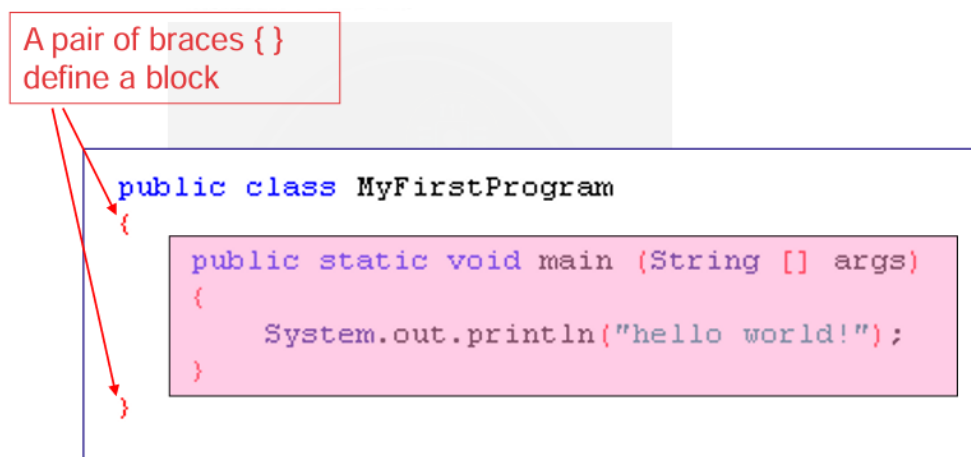 A pair of braces { }
define a block
public class MyFirstProgram
{
public static void main (String [] args)
{
System.out.println("hello world!");
}
}